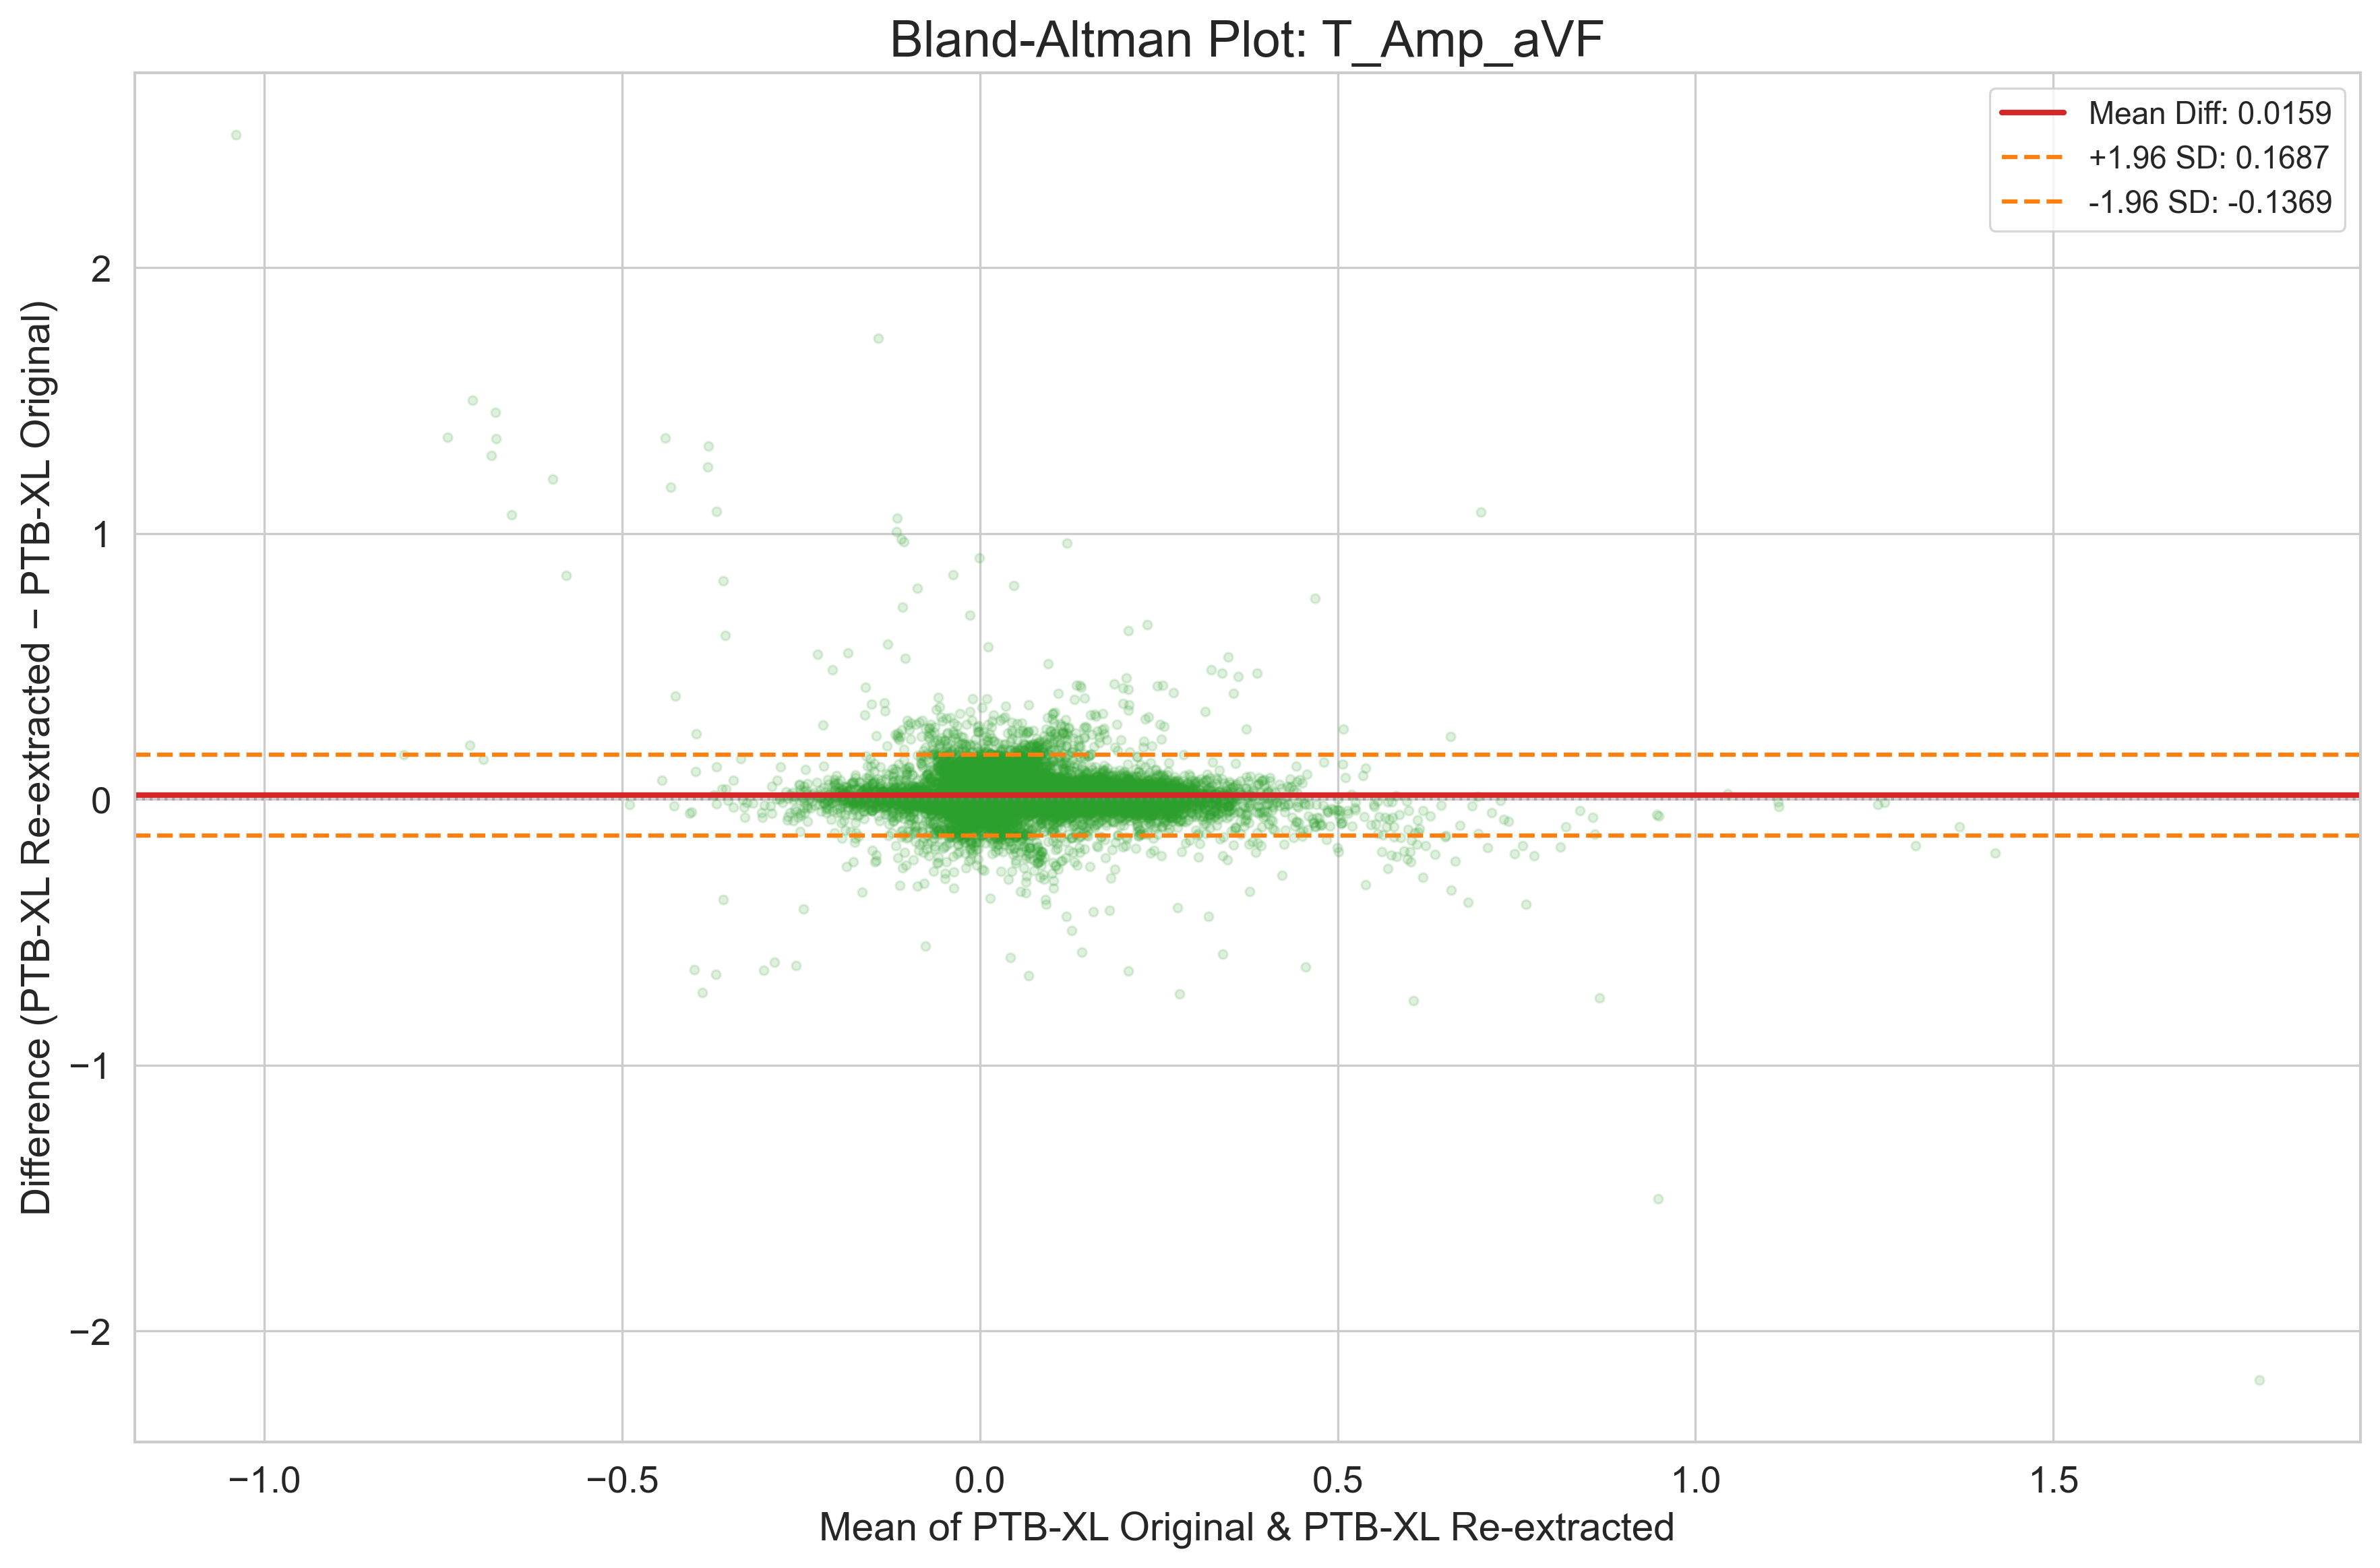 Bland-Altman Plot: T_Amp_aVF
Mean Diff: 0.0159
+1.96 SD: 0.1687
-1.96 SD: -0.1369
Difference (PTB-XL Re-extracted − PTB-XL Original)
2
1
0
−1
−2
−1.0
−0.5
0.0
0.5
1.0
1.5
Mean of PTB-XL Original & PTB-XL Re-extracted